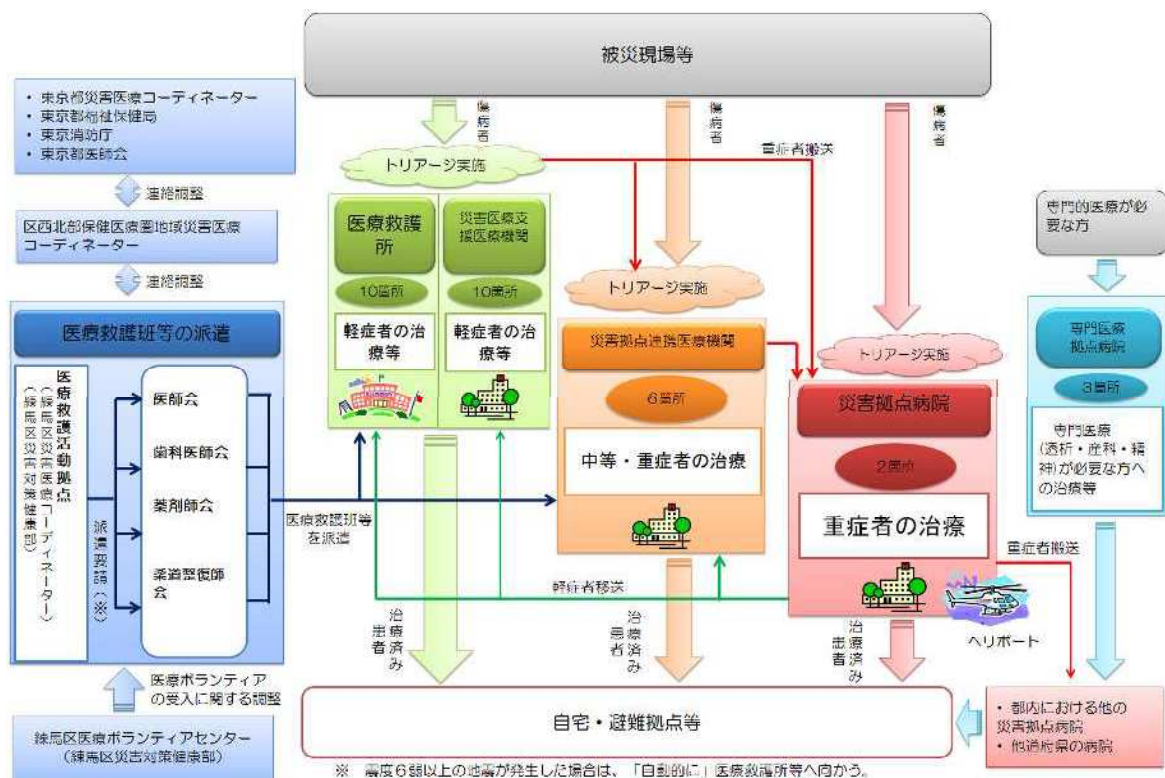 被災現場等
・ 東京都災害医療コーディネーター
・ 東京都福祉保健局
・ 東京消防庁
・ 東京都医師会
連絡調整
区西北部保健医療圏地域災害医療
コーディネーター
連絡調整
医療救護班等の派遣
医療救護活動拠点
(練馬区災害医療コーディネーター)
(練馬区災害対策健康部)
派遣要請(※)
医師会
歯科医師会
薬剤師会
柔道整復師
会
医療救護班等
を派遣
医療ボランティア
の受入に関する調整
練馬区医療ボランティアセンター
(練馬区災害対策健康部)
傷病者
傷病者
傷病者
トリアージ実施
重症者搬送
医療救護
所
10箇所
軽症者の治
療等
災害医療支
援医療機関
10箇所
軽症者の治
療等
トリアージ実施
災害拠点連携医療機関
6箇所
中等・重症者の治療
トリアージ実施
災害拠点病院
2箇所
重症者の治療
専門的医療が必
要な方
専門医療
拠点病院
3箇所
専門医療
(透析・産科・精
神)が必要な方へ
の治療等
重症者搬送
ヘリポート
軽症者移送
治療済み
患者
治療済み
患者
治療済み
患者
自宅・避難拠点等
・ 都内における他の
災害拠点病院
・ 他道府県の病院
※ 震度6弱以上の地震が発生した場合は、「自動的に」医療救護所等へ向かう。